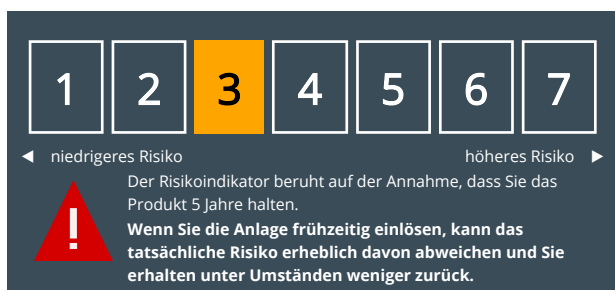 1 2 3 4 5 6 7
◄ niedrigeres Risiko höheres Risiko ►
Der Risikoindikator beruht auf der Annahme, dass Sie das
Produkt 5 Jahre halten.
!
Wenn Sie die Anlage frühzeitig einlösen, kann das
tatsächliche Risiko erheblich davon abweichen und Sie
erhalten unter Umständen weniger zurück.